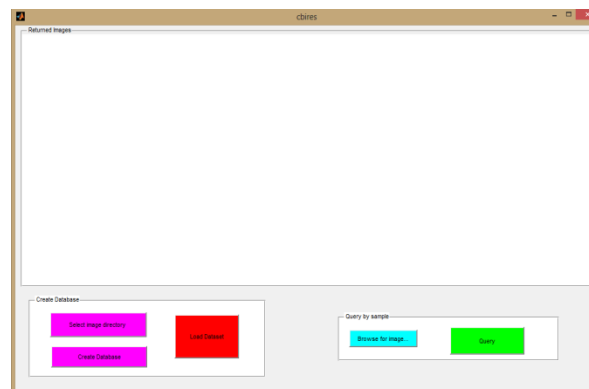 cbires
Returned Images
Create Database
Select image directory
Load Dataset
Create Database
Query by sample
Browse for image...
Query